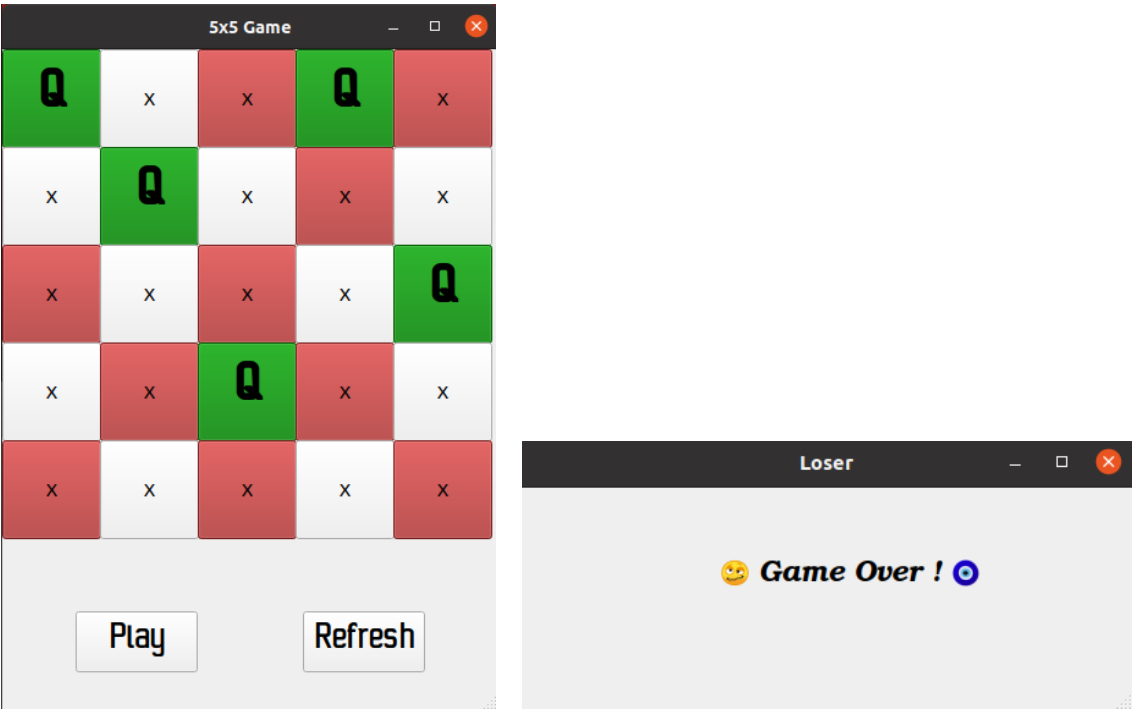 5x5 Game
Q x x Q x
x Q x x x
x x x x Q
x x Q x x
x x x x x
Play Refresh
Loser
🥴 Game Over ! 🧿